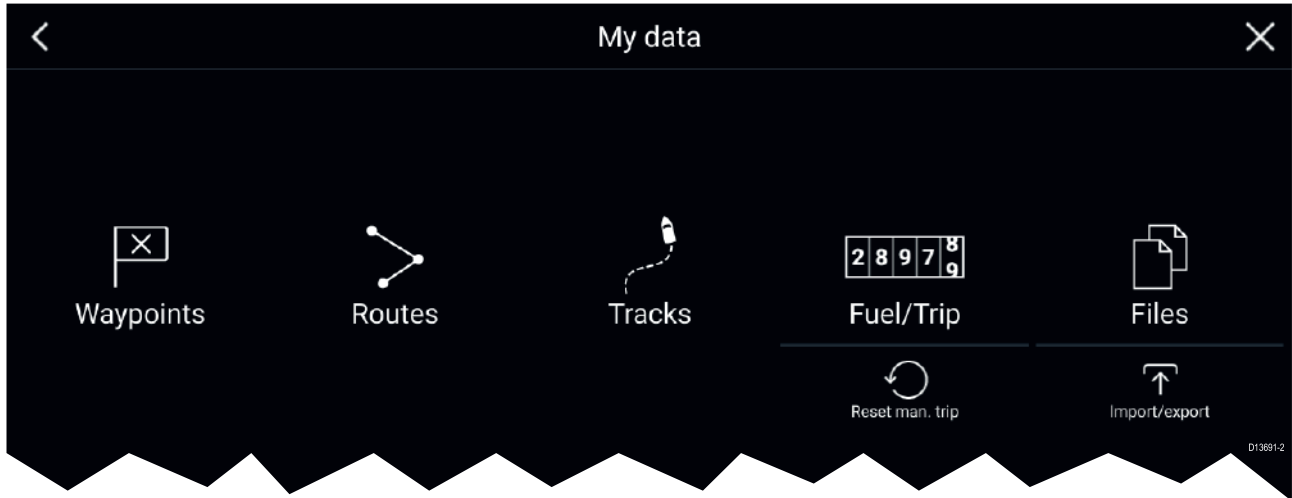 My data
2 8 9 7 8
9
Waypoints
Routes
Tracks
Fuel/Trip
Files
Reset man. trip
Import/export
D13691-2